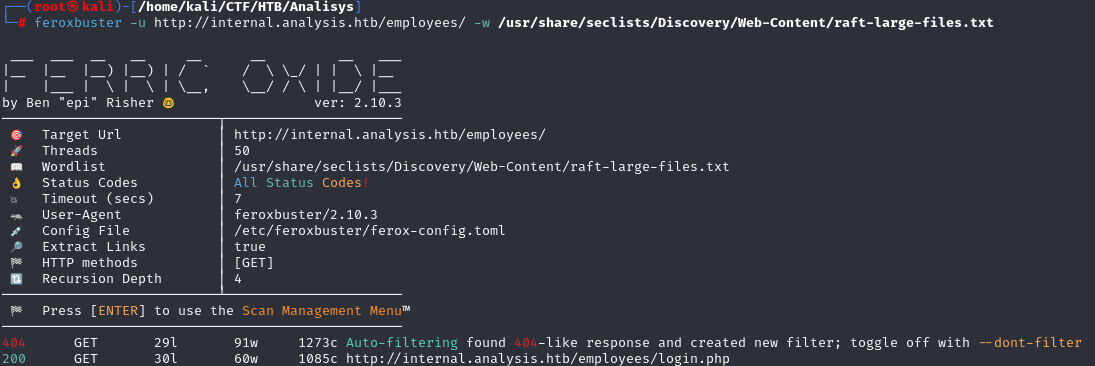 ┌──(root㉿kali)-[/home/kali/CTF/HTB/Analisys]
└─# feroxbuster -u http://internal.analysis.htb/employees/ -w /usr/share/seclists/Discovery/Web-Content/raft-large-files.txt
FERRIC OXIDE
by Ben "epi" Risher 🤓 ver: 2.10.3
🎯 Target Url │ http://internal.analysis.htb/employees/
🚀 Threads │ 50
📖 Wordlist │ /usr/share/seclists/Discovery/Web-Content/raft-large-files.txt
👌 Status Codes │ All Status Codes!
💥 Timeout (secs) │ 7
🦡 User-Agent │ feroxbuster/2.10.3
💉 Config File │ /etc/feroxbuster/ferox-config.toml
🔎 Extract Links │ true
🏁 HTTP methods │ [GET]
🔃 Recursion Depth │ 4
🏁 Press [ENTER] to use the Scan Management Menu™
404 GET 29l 91w 1273c Auto-filtering found 404-like response and created new filter; toggle off with --dont-filter
200 GET 30l 60w 1085c http://internal.analysis.htb/employees/login.php